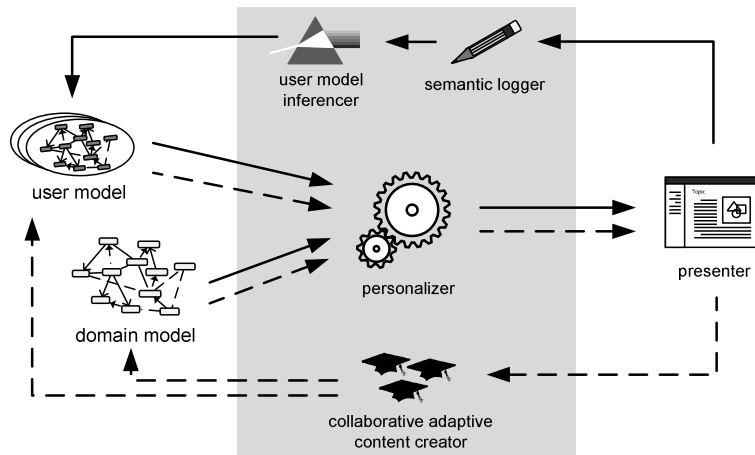 user model
inferencer
semantic logger
user model
Topic
presenter
personalizer
domain model
collaborative adaptive
content creator